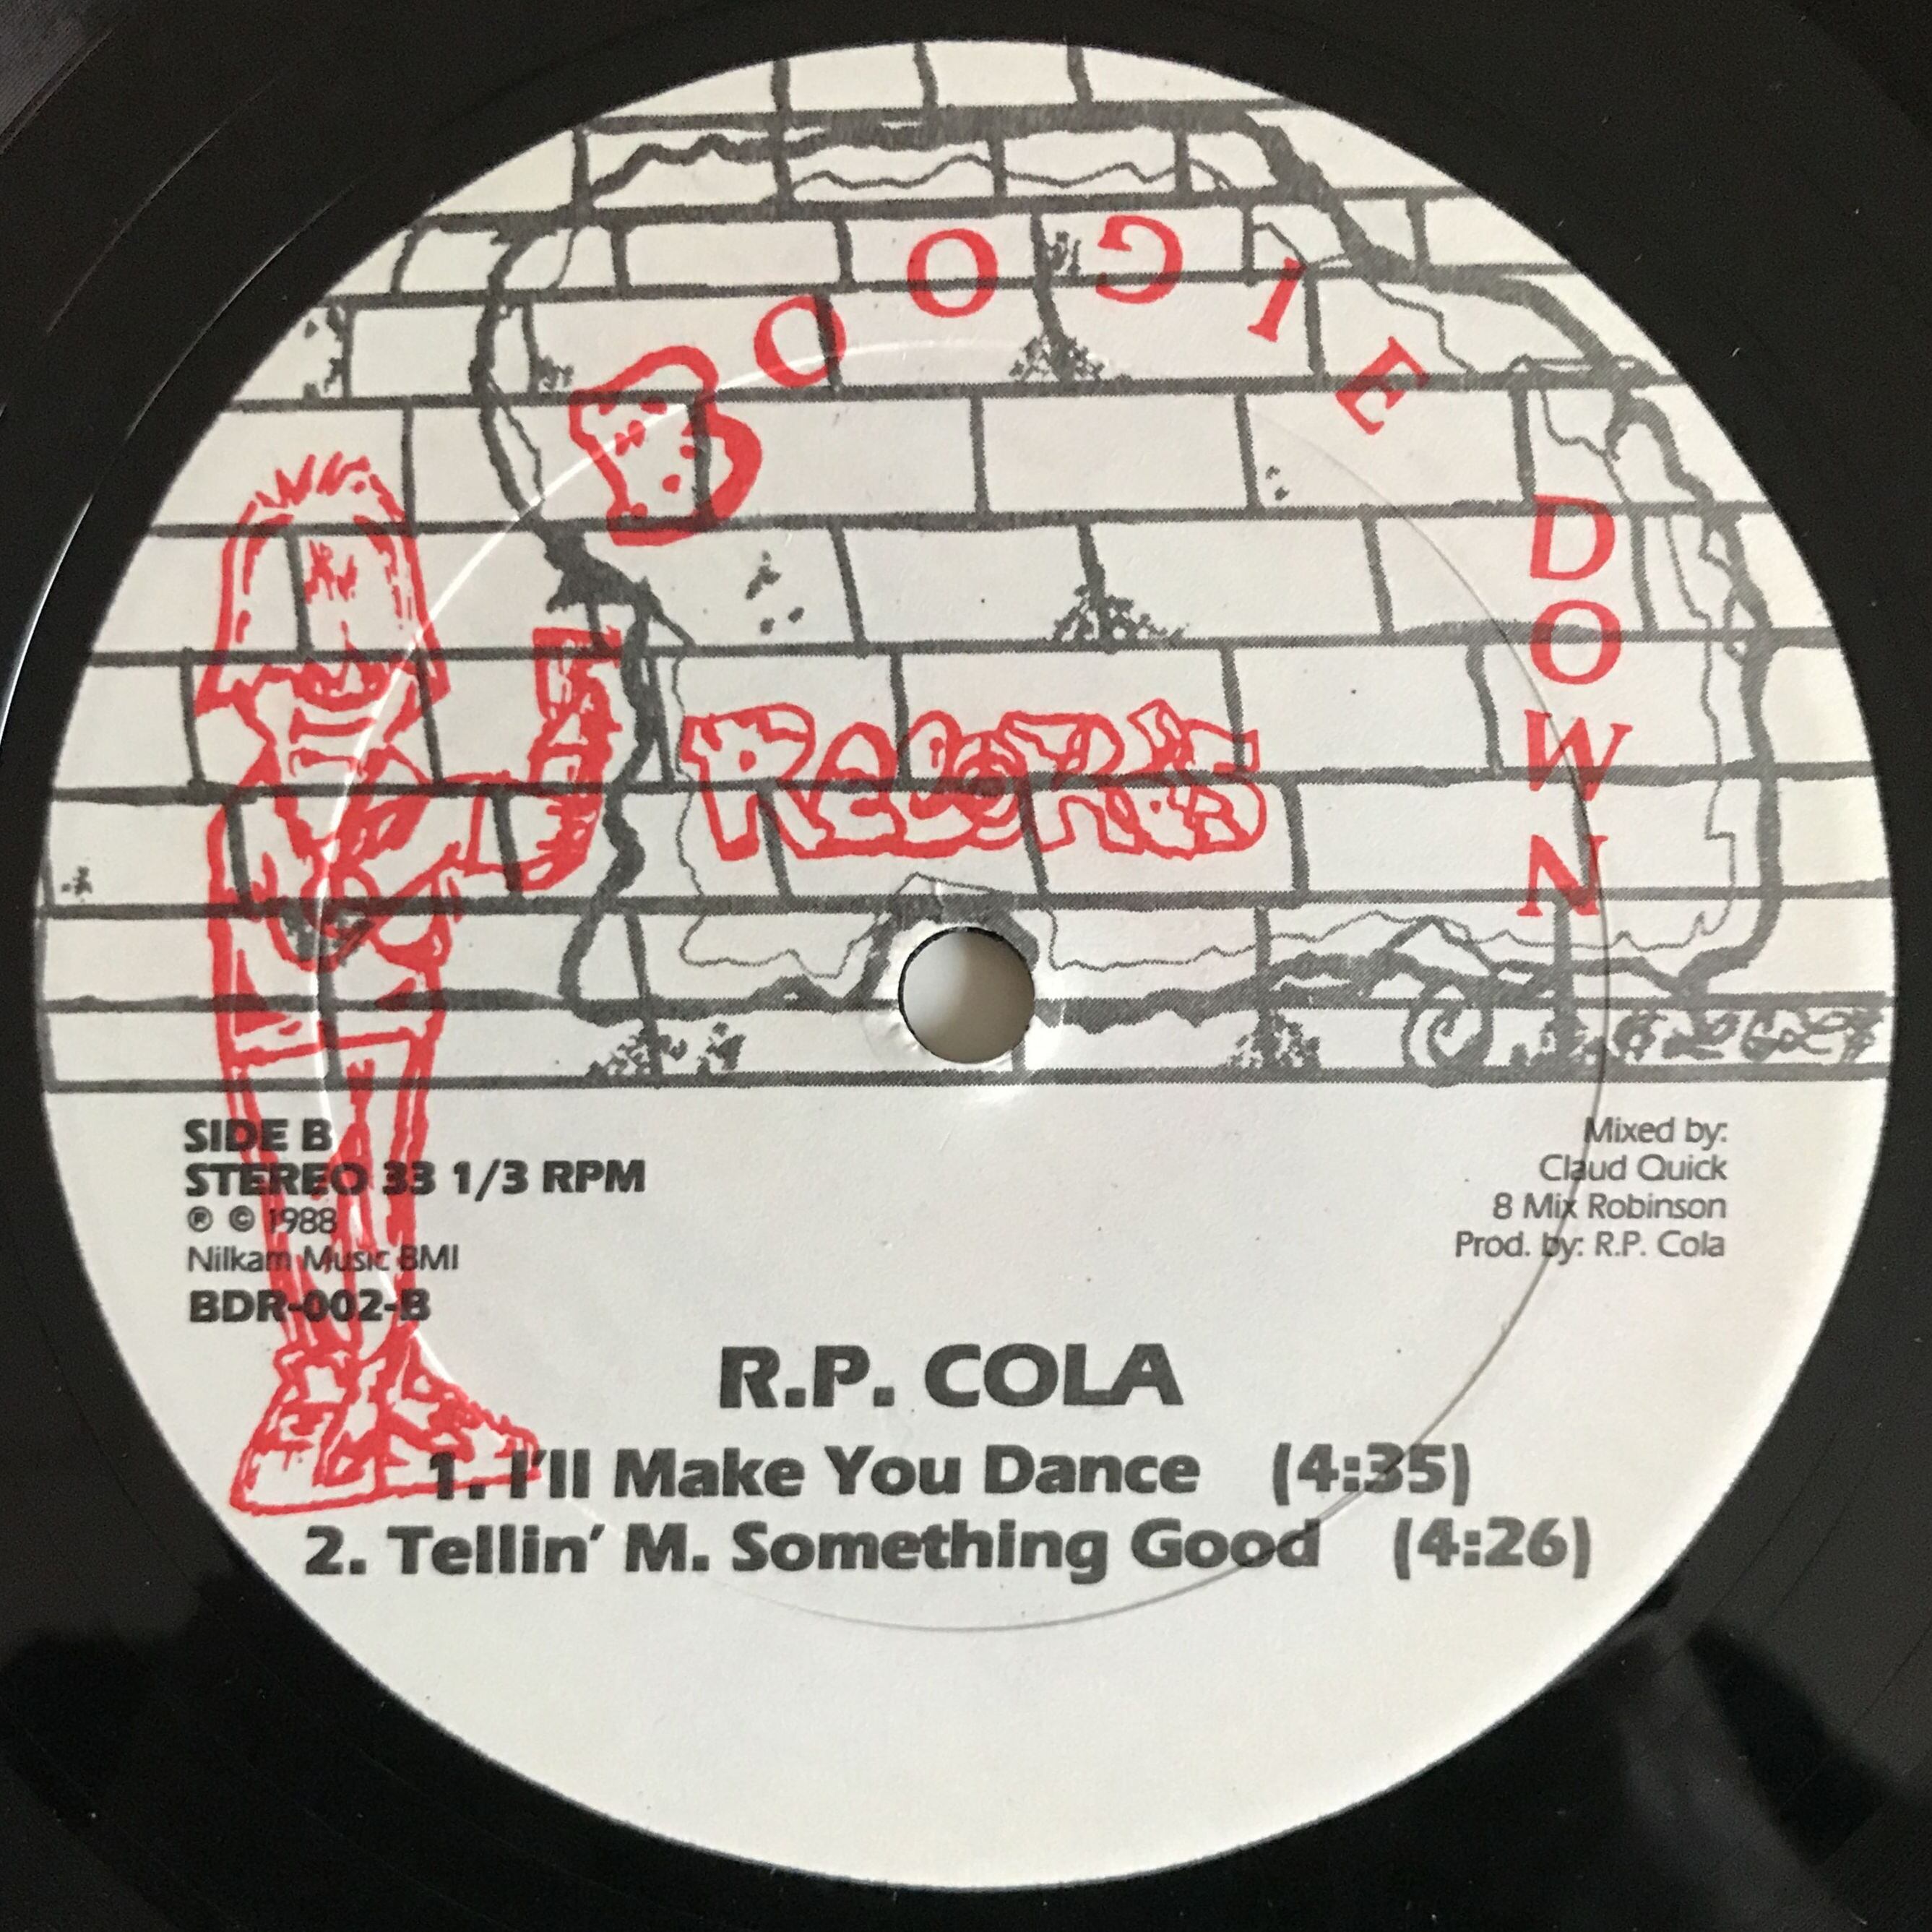 BOOGIE
DOWN
RECORDS
SIDE B
STEREO 33 1/3 RPM
® © 1988
Nilkam Music BMI
BDR-002-B
Mixed by:
Claud Quick
8 Mix Robinson
Prod. by: R.P. Cola
R.P. COLA
1. I'll Make You Dance (4:35)
2. Tellin' M. Something Good (4:26)